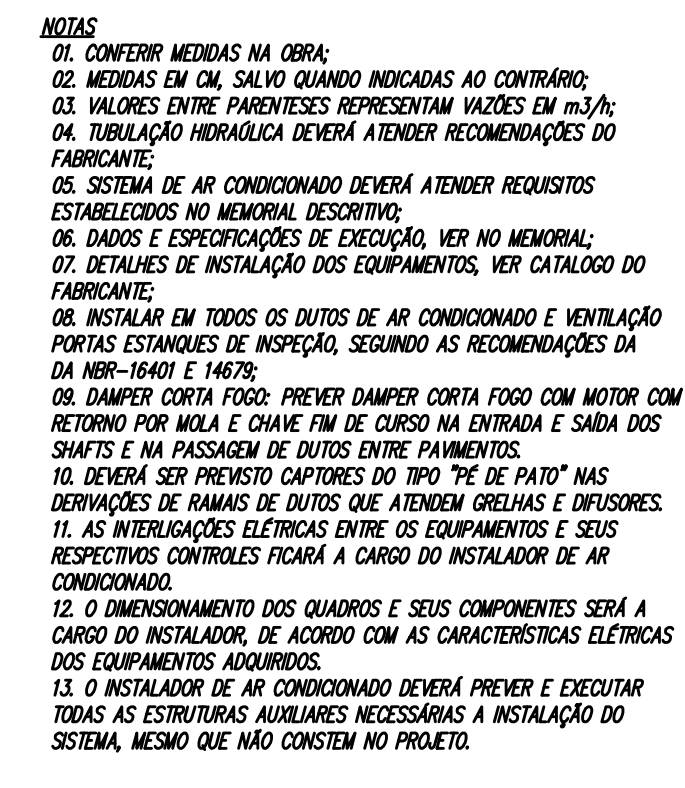 NOTAS
01. CONFERIR MEDIDAS NA OBRA;
02. MEDIDAS EM CM, SALVO QUANDO INDICADAS AO CONTRÁRIO;
03. VALORES ENTRE PARENTESES REPRESENTAM VAZÕES EM m3/h;
04. TUBULAÇÃO HIDRAÚLICA DEVERÁ ATENDER RECOMENDAÇÕES DO
FABRICANTE;
05. SISTEMA DE AR CONDICIONADO DEVERÁ ATENDER REQUISITOS
ESTABELECIDOS NO MEMORIAL DESCRITIVO;
06. DADOS E ESPECIFICAÇÕES DE EXECUÇÃO, VER NO MEMORIAL;
07. DETALHES DE INSTALAÇÃO DOS EQUIPAMENTOS, VER CATALOGO DO
FABRICANTE;
08. INSTALAR EM TODOS OS DUTOS DE AR CONDICIONADO E VENTILAÇÃO
PORTAS ESTANQUES DE INSPEÇÃO, SEGUINDO AS RECOMENDAÇÕES DA
DA NBR-16401 E 14679;
09. DAMPER CORTA FOGO: PREVER DAMPER CORTA FOGO COM MOTOR COM
RETORNO POR MOLA E CHAVE FIM DE CURSO NA ENTRADA E SAÍDA DOS
SHAFTS E NA PASSAGEM DE DUTOS ENTRE PAVIMENTOS.
10. DEVERÁ SER PREVISTO CAPTORES DO TIPO "PÉ DE PATO" NAS
DERIVAÇÕES DE RAMAIS DE DUTOS QUE ATENDEM GRELHAS E DIFUSORES.
11. AS INTERLIGAÇÕES ELÉTRICAS ENTRE OS EQUIPAMENTOS E SEUS
RESPECTIVOS CONTROLES FICARÁ A CARGO DO INSTALADOR DE AR
CONDICIONADO.
12. O DIMENSIONAMENTO DOS QUADROS E SEUS COMPONENTES SERÁ A
CARGO DO INSTALADOR, DE ACORDO COM AS CARACTERÍSTICAS ELÉTRICAS
DOS EQUIPAMENTOS ADQUIRIDOS.
13. O INSTALADOR DE AR CONDICIONADO DEVERÁ PREVER E EXECUTAR
TODAS AS ESTRUTURAS AUXILIARES NECESSÁRIAS A INSTALAÇÃO DO
SISTEMA, MESMO QUE NÃO CONSTEM NO PROJETO.